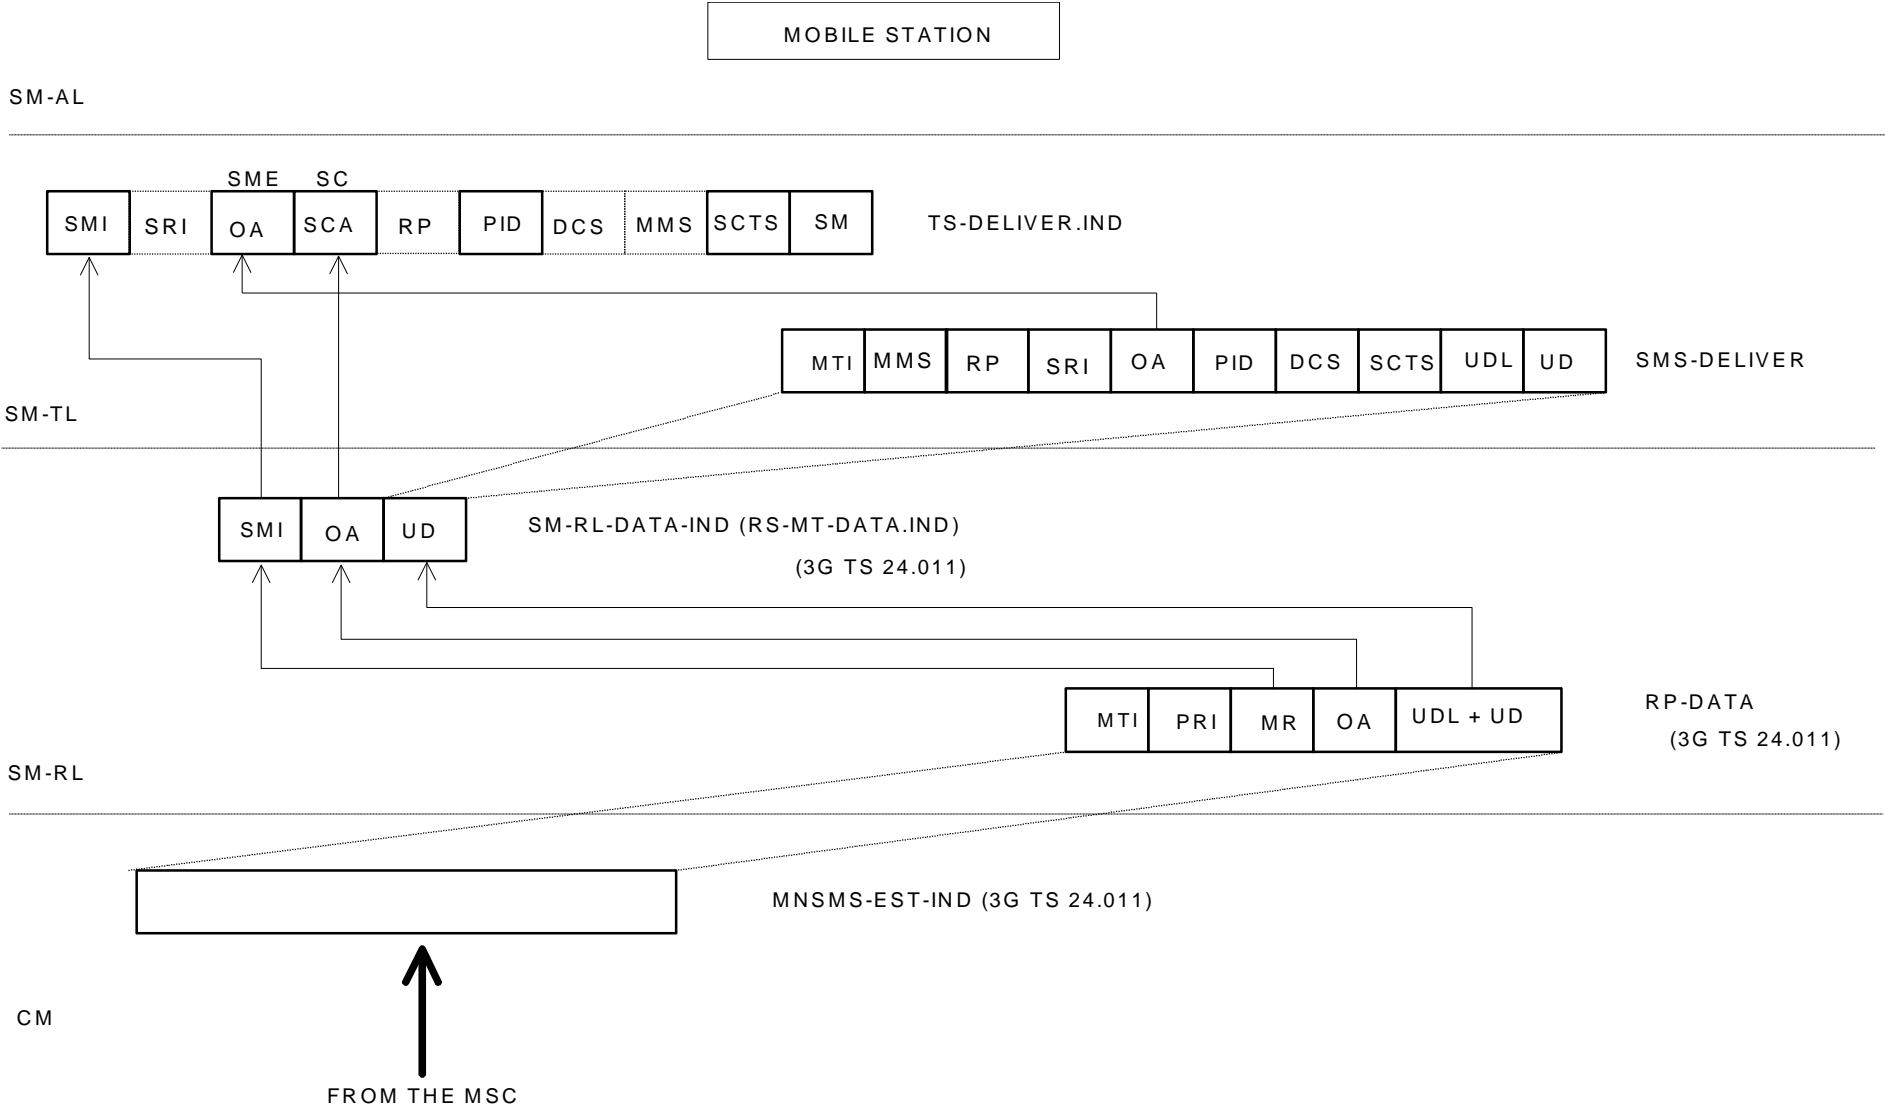 MOBILE STATION
SM-AL
SME SC
SMI SRI OA SCA RP PID DCS MMS SCTS SM TS-DELIVER.IND
MTI MMS RP SRI OA PID DCS SCTS UDL UD SMS-DELIVER
SM-TL
SMI OA UD SM-RL-DATA-IND (RS-MT-DATA.IND)
(3G TS 24.011)
MTI PRI MR OA UDL + UD RP-DATA
(3G TS 24.011)
SM-RL
MNSMS-EST-IND (3G TS 24.011)
CM
FROM THE MSC